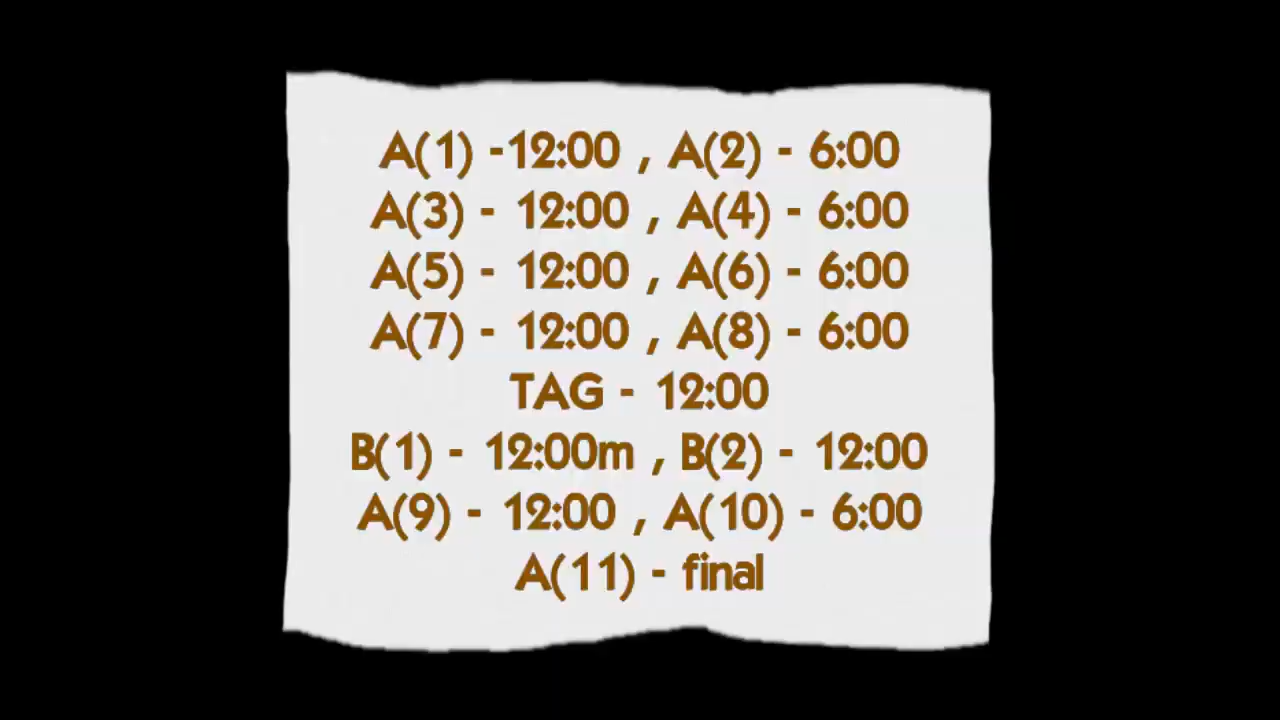 A(1) -12:00 , A(2) - 6:00
A(3) - 12:00 , A(4) - 6:00
A(5) - 12:00 , A(6) - 6:00
A(7) - 12:00 , A(8) - 6:00
TAG - 12:00
B(1) - 12:00m , B(2) - 12:00
A(9) - 12:00 , A(10) - 6:00
A(11) - final